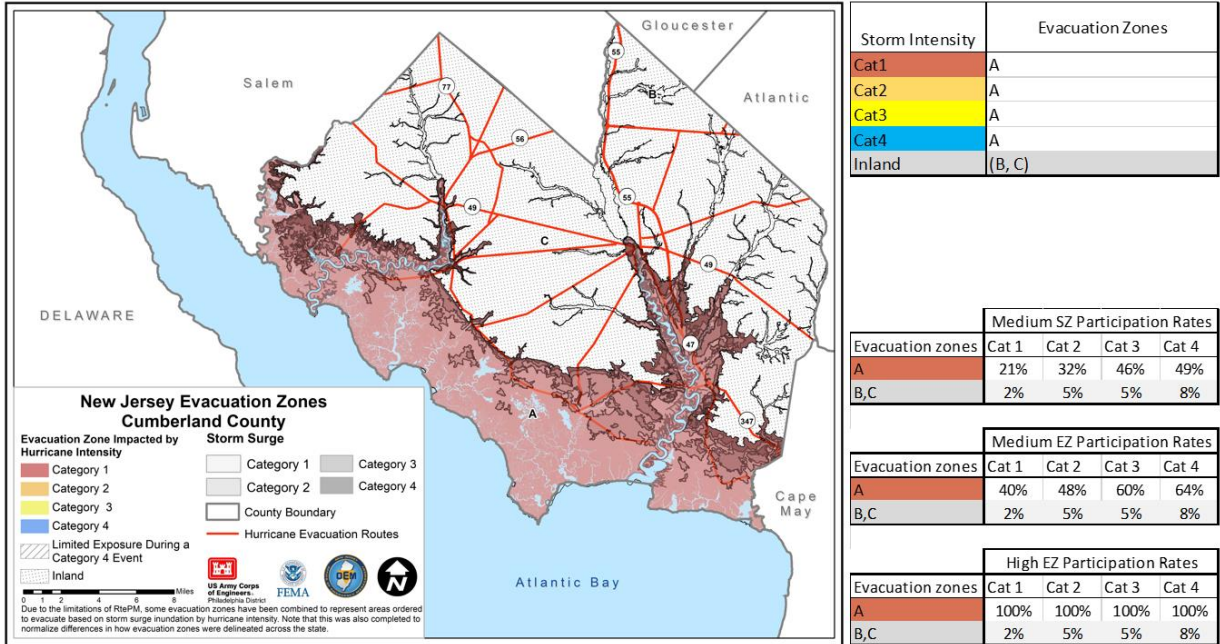 Gloucester
Salem
Atlantic
55
B
77
56
55
49
C
49
DELAWARE
47
A
347
Cape
May
Atlantic Bay
New Jersey Evacuation Zones
Cumberland County
Evacuation Zone Impacted by
Hurricane Intensity
Category 1
Category 2
Category 3
Category 4
Limited Exposure During a
Category 4 Event
Inland
Storm Surge
Category 1
Category 2
Category 3
Category 4
County Boundary
Hurricane Evacuation Routes
0 1 2 4 6 8 Miles
US Army Corps
of Engineers
Philadelphia District
FEMA
DEM
N
Due to the limitations of RtePM, some evacuation zones have been combined to represent areas ordered
to evacuate based on storm surge inundation by hurricane intensity. Note that this was also completed to
normalize differences in how evacuation zones were delineated across the state.
Storm Intensity Evacuation Zones
Cat1 A
Cat2 A
Cat3 A
Cat4 A
Inland (B, C)
Medium SZ Participation Rates
Evacuation zones Cat 1 Cat 2 Cat 3 Cat 4
A 21% 32% 46% 49%
B,C 2% 5% 5% 8%
Medium EZ Participation Rates
Evacuation zones Cat 1 Cat 2 Cat 3 Cat 4
A 40% 48% 60% 64%
B,C 2% 5% 5% 8%
High EZ Participation Rates
Evacuation zones Cat 1 Cat 2 Cat 3 Cat 4
A 100% 100% 100% 100%
B,C 2% 5% 5% 8%